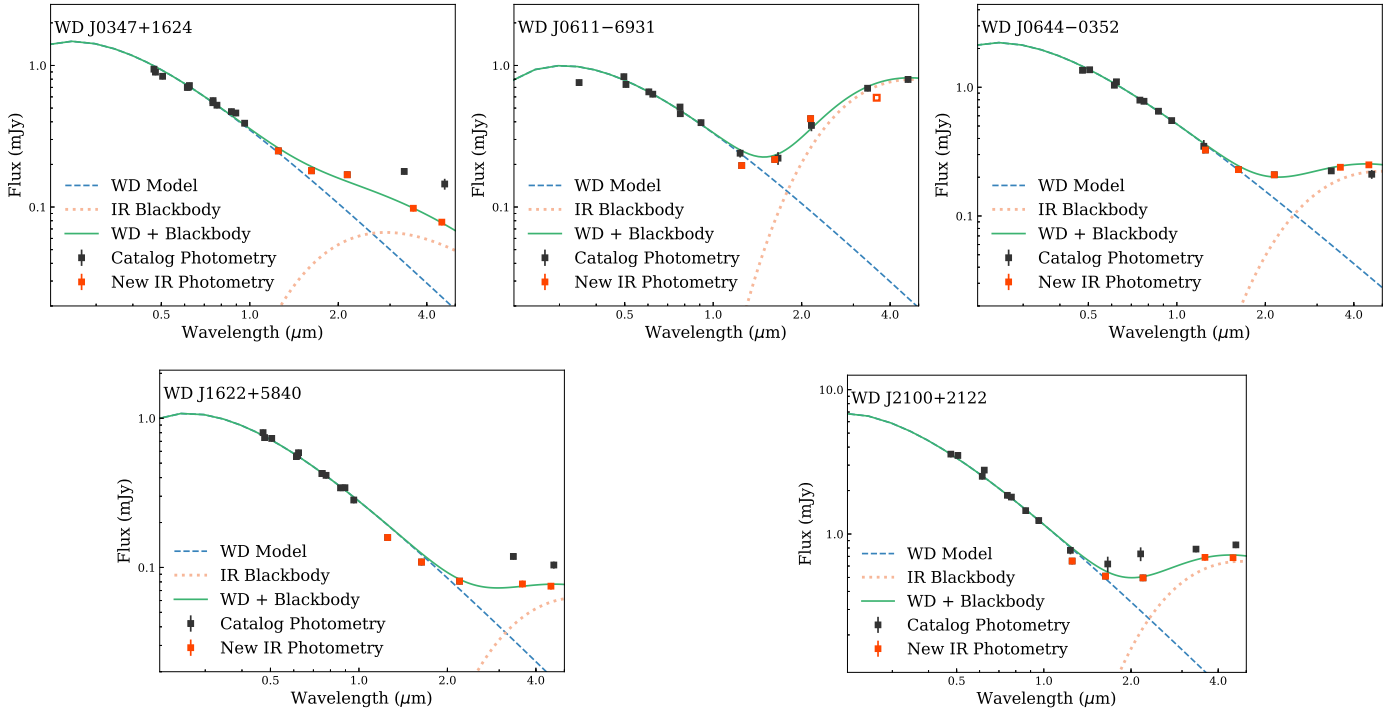 WD J0347+1624
Flux (mJy)
1.0
0.1
WD Model
IR Blackbody
WD + Blackbody
Catalog Photometry
New IR Photometry
0.5 1.0 2.0 4.0
Wavelength (μm)
WD J0611−6931
Flux (mJy)
1.0
0.1
WD Model
IR Blackbody
WD + Blackbody
Catalog Photometry
New IR Photometry
0.5 1.0 2.0 4.0
Wavelength (μm)
WD J0644−0352
Flux (mJy)
1.0
0.1
WD Model
IR Blackbody
WD + Blackbody
Catalog Photometry
New IR Photometry
0.5 1.0 2.0 4.0
Wavelength (μm)
WD J1622+5840
Flux (mJy)
1.0
0.1
WD Model
IR Blackbody
WD + Blackbody
Catalog Photometry
New IR Photometry
0.5 1.0 2.0 4.0
Wavelength (μm)
10.0
WD J2100+2122
Flux (mJy)
1.0
WD Model
IR Blackbody
WD + Blackbody
Catalog Photometry
New IR Photometry
0.5 1.0 2.0 4.0
Wavelength (μm)